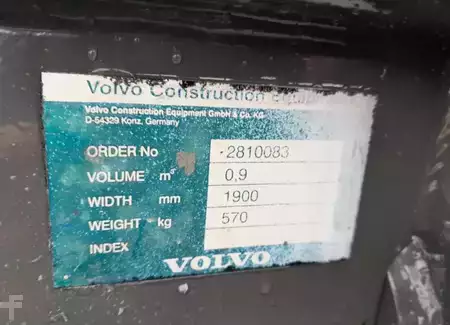 Volvo Construction
Volvo Construction Equipment GmbH & Co. KG
D-54329 Konz, Germany
ORDER No -2810083
VOLUME m³ 0,9
WIDTH mm 1900
WEIGHT kg 570
INDEX
VOLVO
F